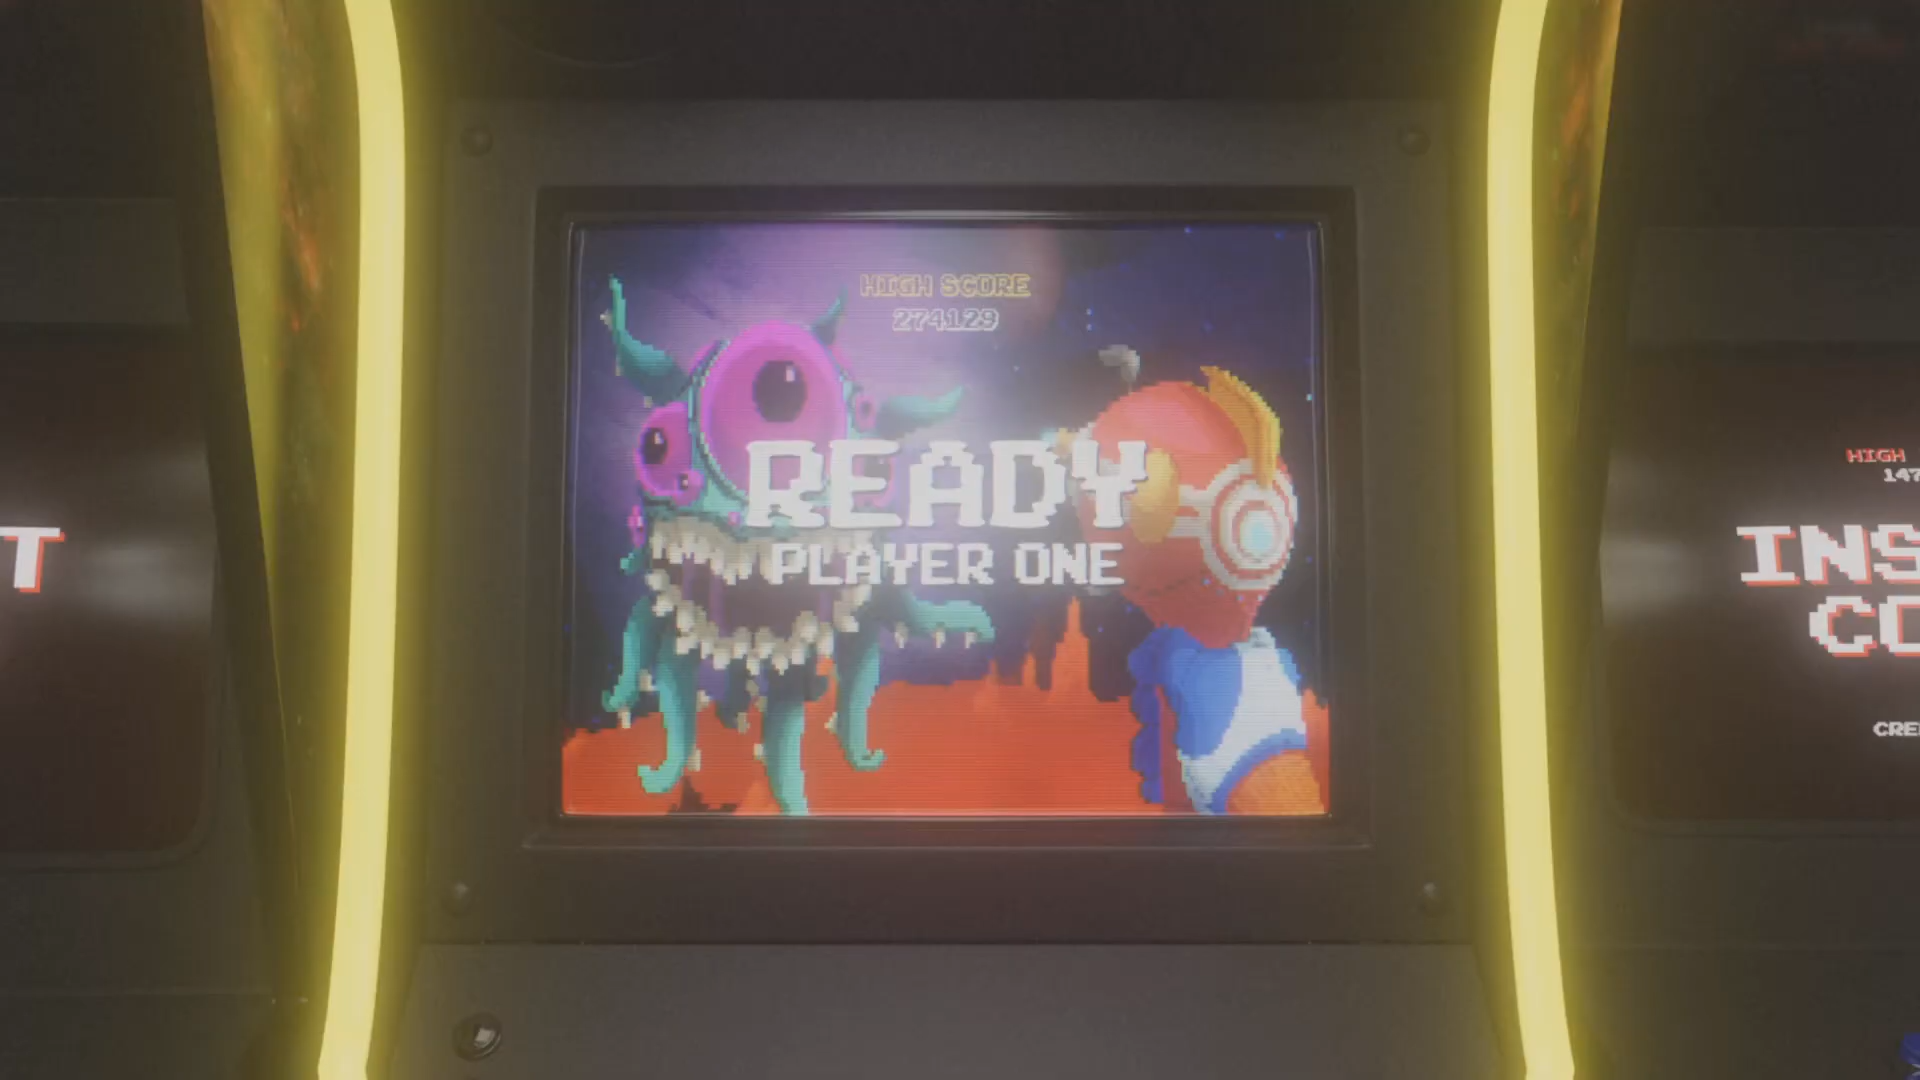 HIGH SCORE
274129
READY
PLAYER ONE
T
HIGH
147
INS
CO
CRE